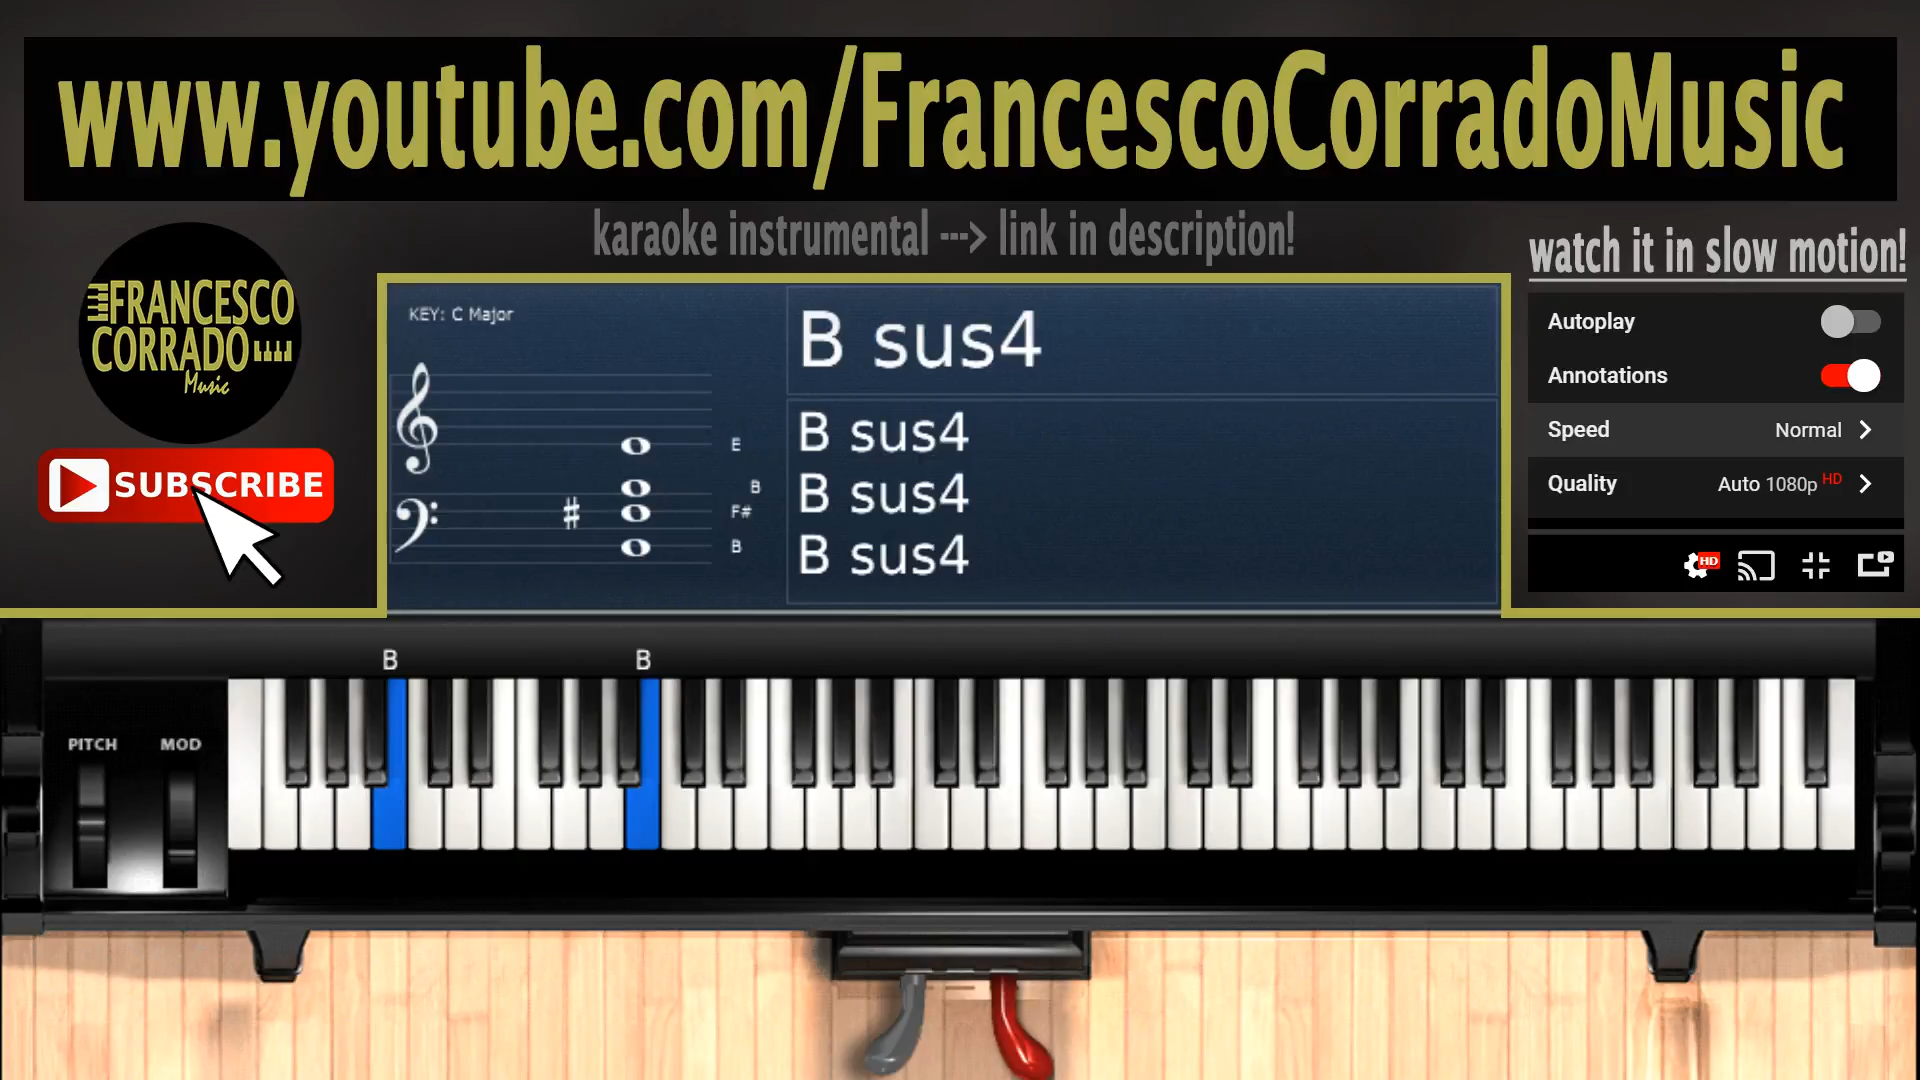 www.youtube.com/FrancescoCorradoMusic
karaoke instrumental ---> link in description!
watch it in slow motion!
FRANCESCO
CORRADO
Music
SUBSCRIBE
KEY: C Major
E
B
F#
B
B sus4
B sus4
B sus4
B sus4
Autoplay
Annotations
Speed Normal >
Quality Auto 1080p HD >
HD
B B
PITCH MOD